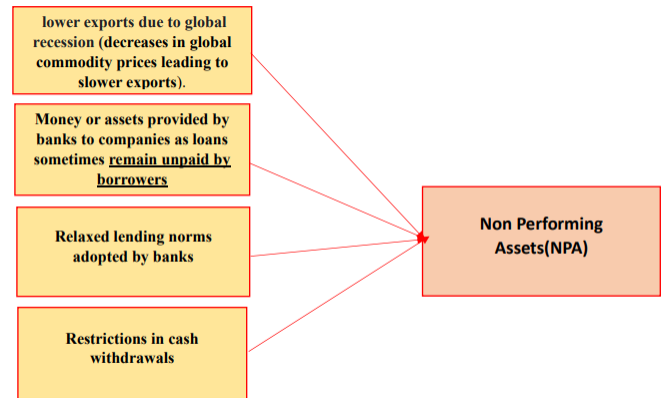 lower exports due to global
recession (decreases in global
commodity prices leading to
slower exports).
Money or assets provided by
banks to companies as loans
sometimes remain unpaid by
borrowers
Relaxed lending norms
adopted by banks
Restrictions in cash
withdrawals
Non Performing
Assets(NPA)